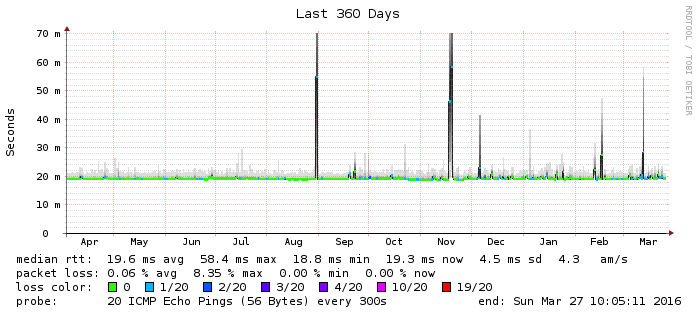 Last 360 Days
RRDTOOL / TOBI OETIKER
Seconds
70 m
60 m
50 m
40 m
30 m
20 m
10 m
0
Apr May Jun Jul Aug Sep Oct Nov Dec Jan Feb Mar
median rtt: 19.6 ms avg 58.4 ms max 18.8 ms min 19.3 ms now 4.5 ms sd 4.3 am/s
packet loss: 0.06 % avg 8.35 % max 0.00 % min 0.00 % now
loss color: 0 1/20 2/20 3/20 4/20 10/20 19/20
probe: 20 ICMP Echo Pings (56 Bytes) every 300s end: Sun Mar 27 10:05:11 2016